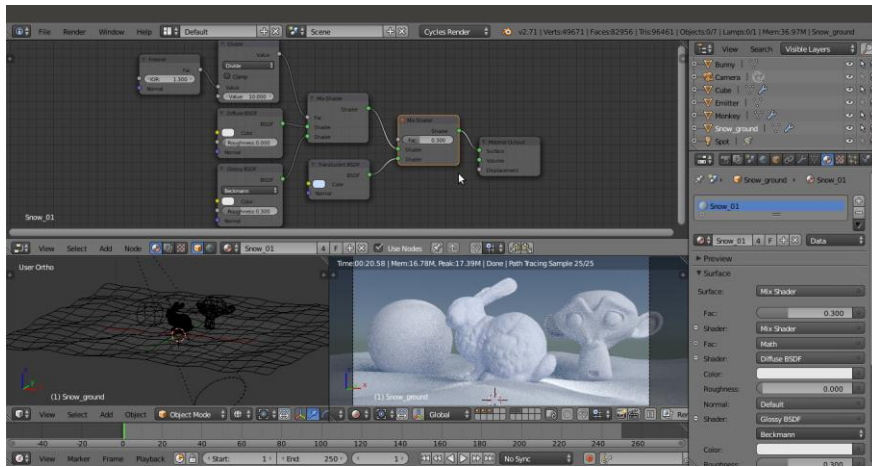 File Render Window Help Default Scene Cycles Render v2.71 | Verts:49671 | Faces:82956 | Tris:96461 | Objects:0/7 | Lamps:0/1 | Mem:36.97M | Snow_ground
View Search Visible Layers
Bunny
Camera
Cube
Emitter
Monkey
Snow_ground
Spot
Fresnel
Fac
IOR: 1.300
Normal
Divide
Value
Divide
Clamp
Value
Value: 10.000
Diffuse BSDF
BSDF
Color
Roughness 0.000
Normal
Glossy BSDF
BSDF
Beckmann
Color
Roughness 0.300
Normal
Mix Shader
Shader
Fac
Shader
Shader
Translucent BSDF
BSDF
Color
Normal
Mix Shader
Shader
Fac: 0.300
Shader
Shader
Material Output
Surface
Volume
Displacement
Snow_01
View Select Add Node Snow_01 4 F Use Nodes
Snow_ground Snow_01
Snow_01
Snow_01 4 F Data
Preview
Surface
Surface: Mix Shader
Fac: 0.300
Shader: Mix Shader
Fac: Math
Shader: Diffuse BSDF
Color:
Roughness: 0.000
Normal: Default
Shader: Glossy BSDF
Beckmann
Color:
Roughness: 0.300
User Ortho
(1) Snow_ground
Time:00:20.58 | Mem:16.78M, Peak:17.39M | Done | Path Tracing Sample 25/25
(1) Snow_ground
View Select Add Object Object Mode Global Re
-40 -20 0 20 40 60 80 100 120 140 160 180 200 220 240 260
View Marker Frame Playback Start: 1 End: 250 1 No Sync